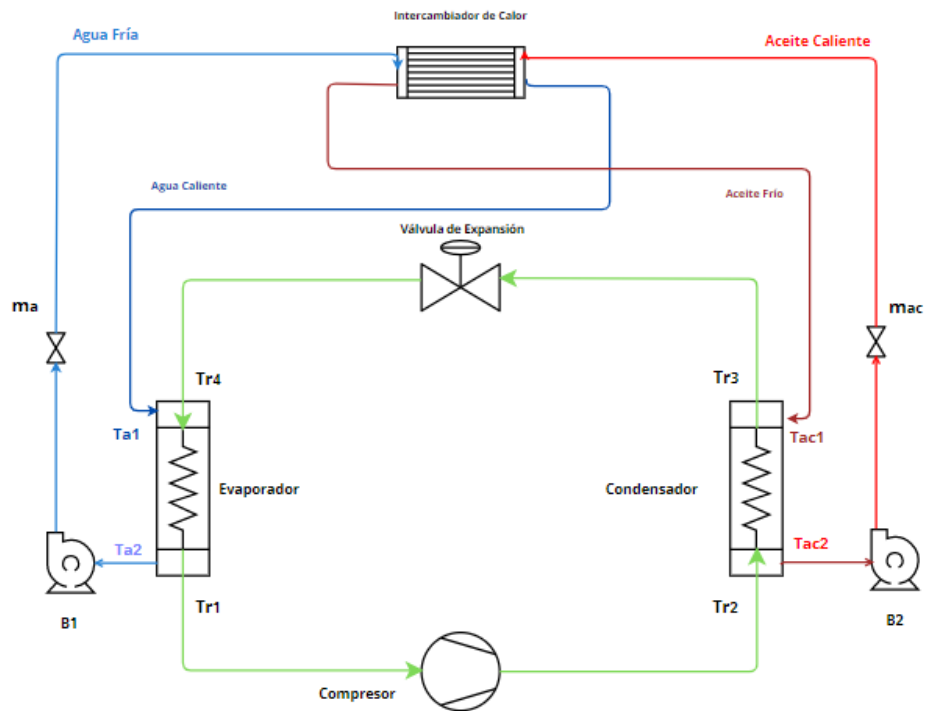 Intercambiador de Calor
Agua Fría
Aceite Caliente
Agua Caliente
Aceite Frío
Válvula de Expansión
ma
mac
Tr4
Tr3
Ta1
Tac1
Evaporador
Condensador
Ta2
Tac2
Tr1
Tr2
B1
B2
Compresor